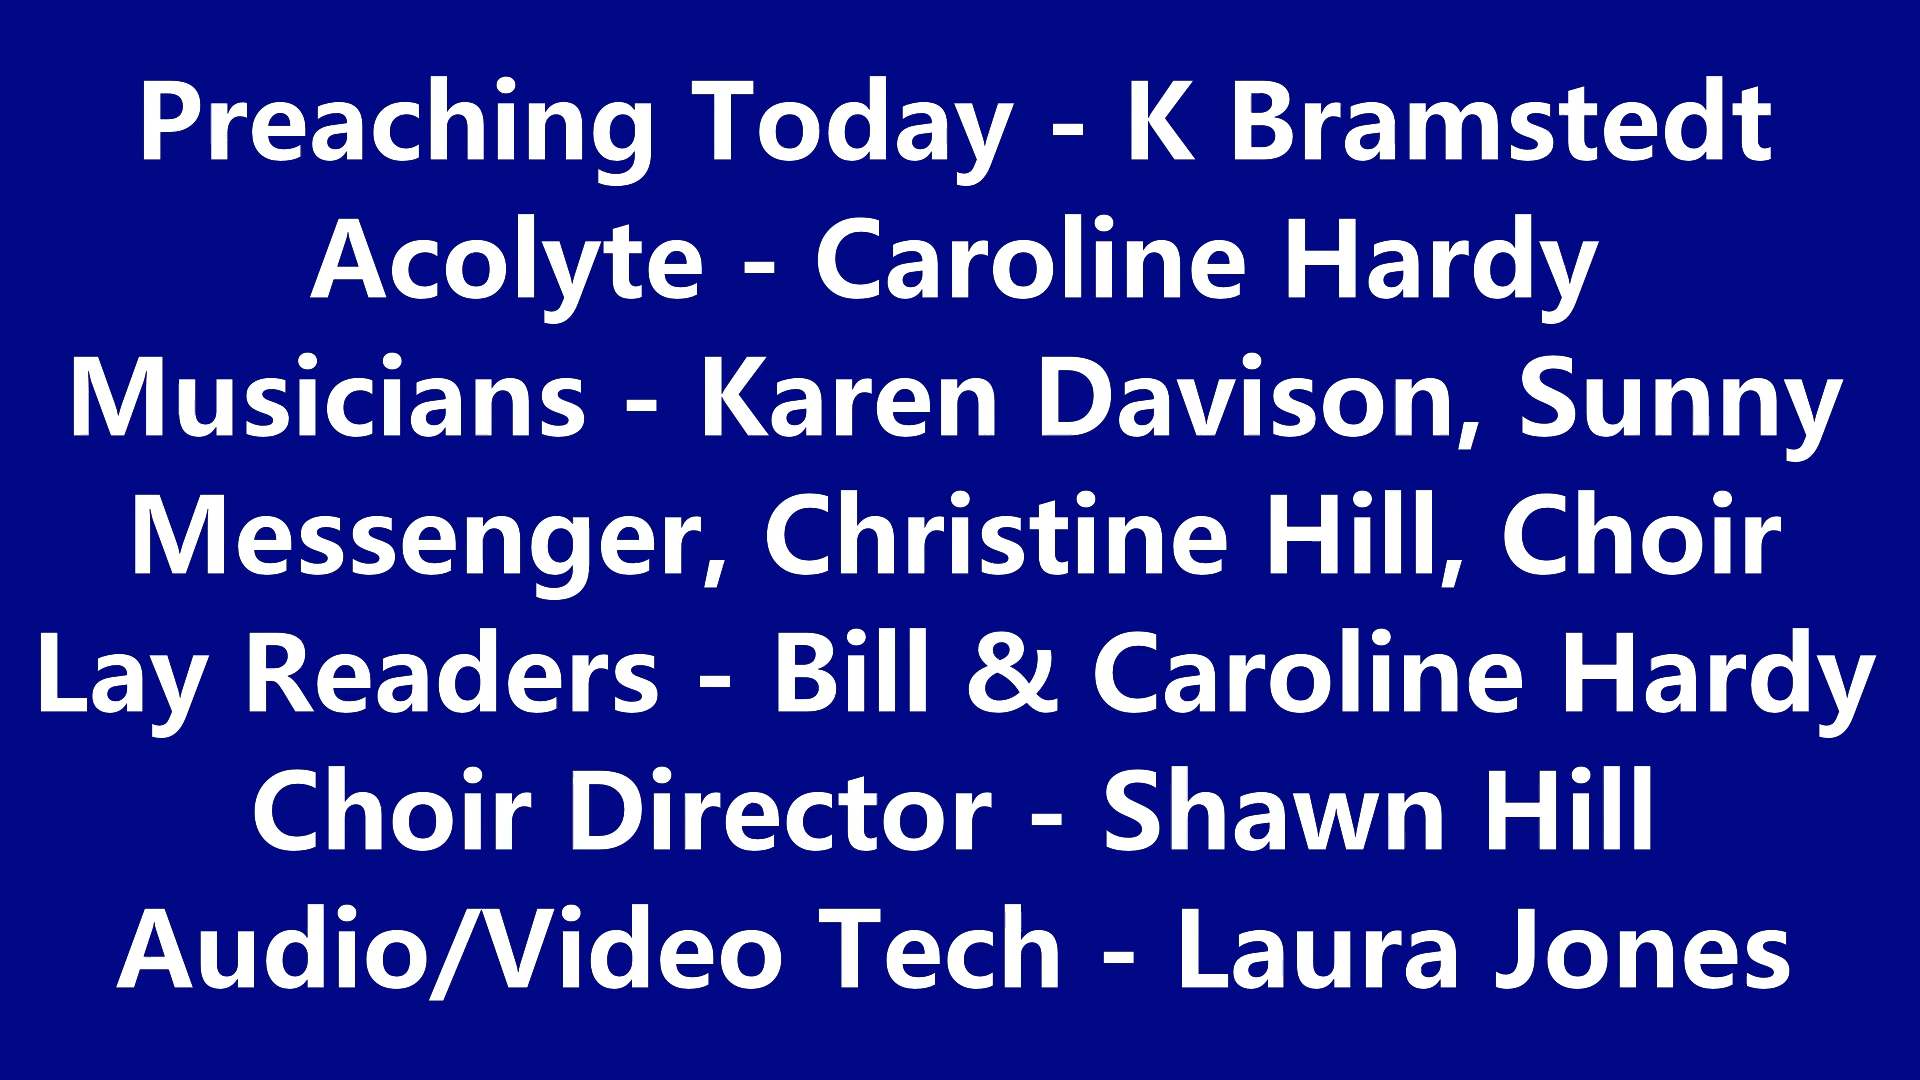 Preaching Today - K Bramstedt
Acolyte - Caroline Hardy
Musicians - Karen Davison, Sunny
Messenger, Christine Hill, Choir
Lay Readers - Bill & Caroline Hardy
Choir Director - Shawn Hill
Audio/Video Tech - Laura Jones